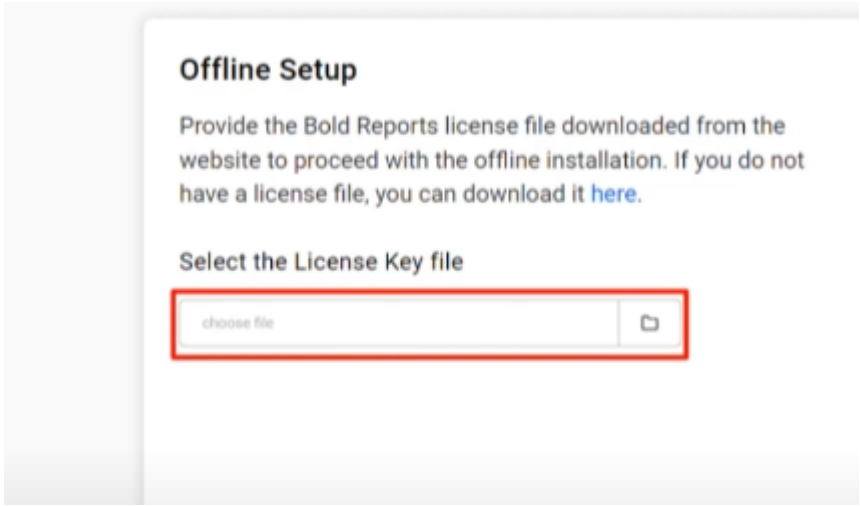 Offline Setup
Provide the Bold Reports license file downloaded from the
website to proceed with the offline installation. If you do not
have a license file, you can download it here.
Select the License Key file
choose file